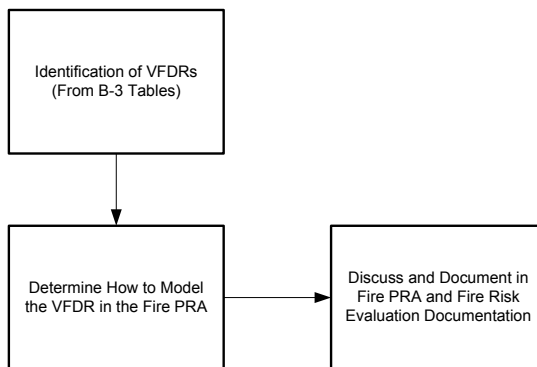 Identification of VFDRs
(From B-3 Tables)
Determine How to Model
the VFDR in the Fire PRA
Discuss and Document in
Fire PRA and Fire Risk
Evaluation Documentation